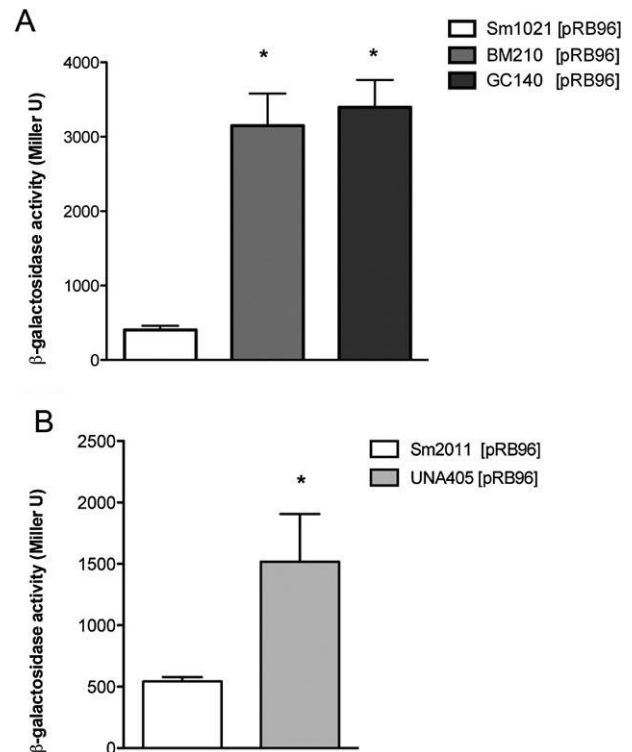 A
Sm1021 [pRB96]
BM210 [pRB96]
GC140 [pRB96]
β-galactosidase activity (Miller U)
4000
3000
2000
1000
0
*
*
B
Sm2011 [pRB96]
UNA405 [pRB96]
β-galactosidase activity (Miller U)
2500
2000
1500
1000
500
0
*